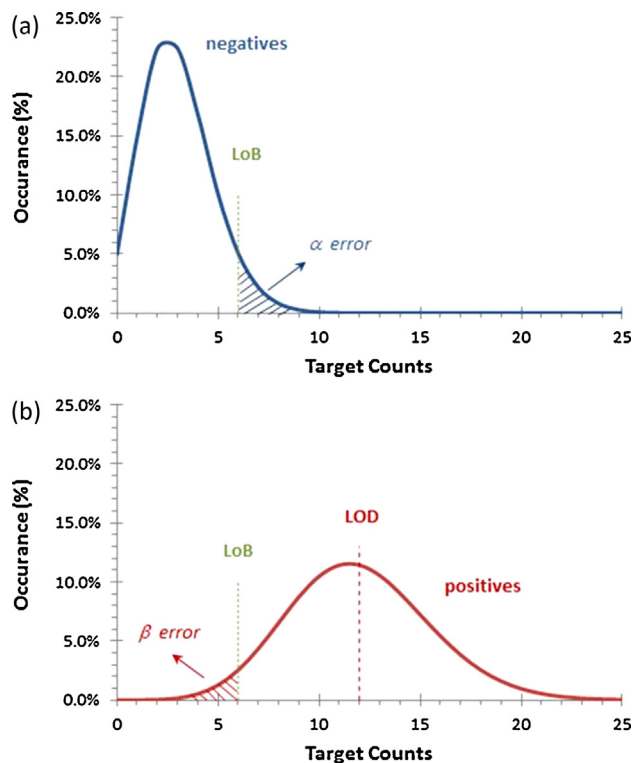 (a)
25.0%
20.0%
15.0%
10.0%
5.0%
0.0%
Occurance (%)
negatives
LoB
α error
0 5 10 15 20 25
Target Counts
(b)
25.0%
20.0%
15.0%
10.0%
5.0%
0.0%
Occurance (%)
LOD
LoB
positives
β error
0 5 10 15 20 25
Target Counts